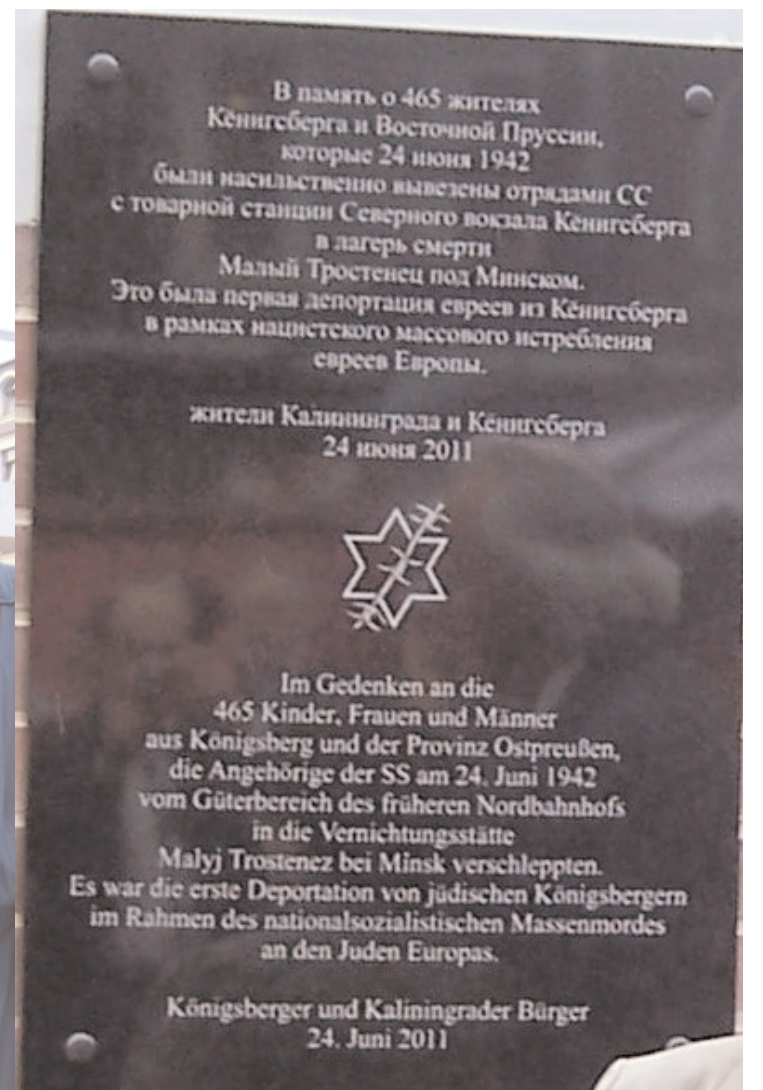 В память о 465 жителях
Кёнигсберга и Восточной Пруссии,
которые 24 июня 1942
были насильственно вывезены отрядами СС
с товарной станции Северного вокзала Кёнигсберга
в лагерь смерти
Малый Тростенец под Минском.
Это была первая депортация евреев из Кёнигсберга
в рамках нацистского массового истребления
евреев Европы.
жители Калининграда и Кёнигсберга
24 июня 2011
Im Gedenken an die
465 Kinder, Frauen und Männer
aus Königsberg und der Provinz Ostpreußen,
die Angehörige der SS am 24. Juni 1942
vom Güterbereich des früheren Nordbahnhofs
in die Vernichtungsstätte
Malyj Trostenez bei Minsk verschleppten.
Es war die erste Deportation von jüdischen Königsbergern
im Rahmen des nationalsozialistischen Massenmordes
an den Juden Europas.
Königsberger und Kaliningrader Bürger
24. Juni 2011